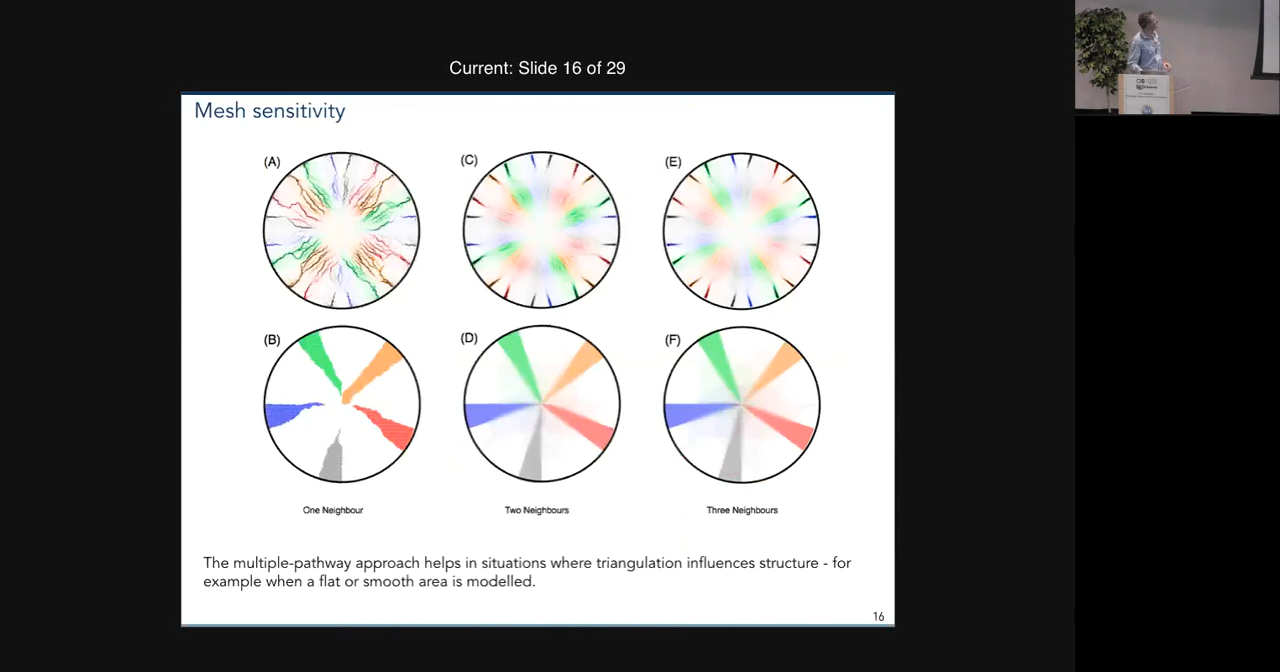 Current: Slide 16 of 29
Mesh sensitivity
(A)
(C)
(E)
(B)
(D)
(F)
One Neighbour
Two Neighbours
Three Neighbours
The multiple-pathway approach helps in situations where triangulation influences structure - for
example when a flat or smooth area is modelled.
16